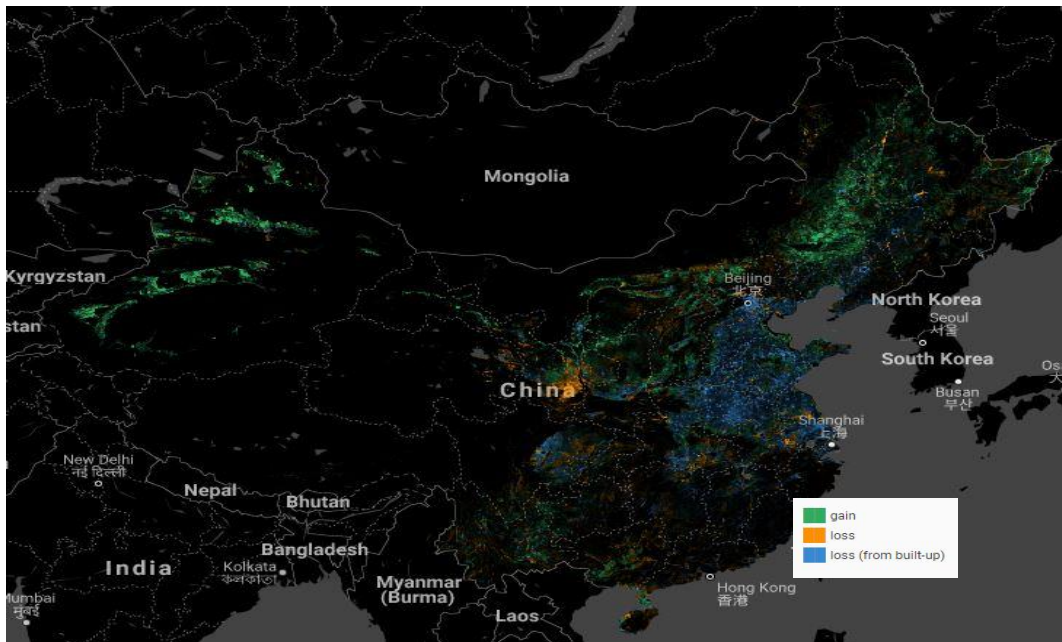 Mongolia
Kyrgyzstan
stan
Beijing
北京
North Korea
Seoul
서울
South Korea
Busan
부산
Os
China
Shanghai
上海
New Delhi
नई दिल्ली
Nepal
Bhutan
Bangladesh
India
Kolkata
কলকাতা
Mumbai
मुंबई
Myanmar
(Burma)
Laos
Hong Kong
香港
gain
loss
loss (from built-up)